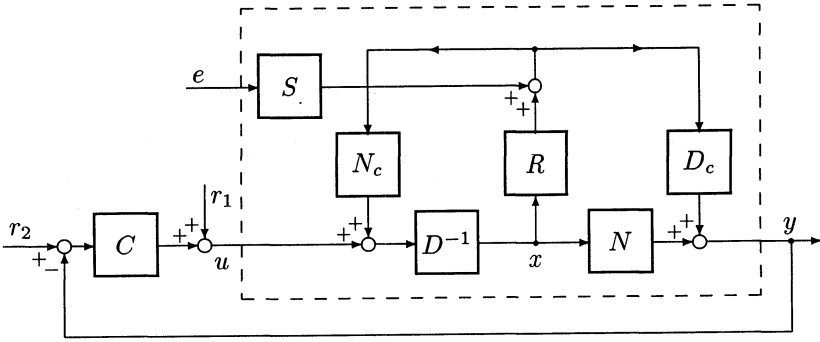 e
S
+
+
N_c
R
D_c
r_1
r_2
+
−
C
+
+
u
+
+
D^{-1}
x
N
+
+
y